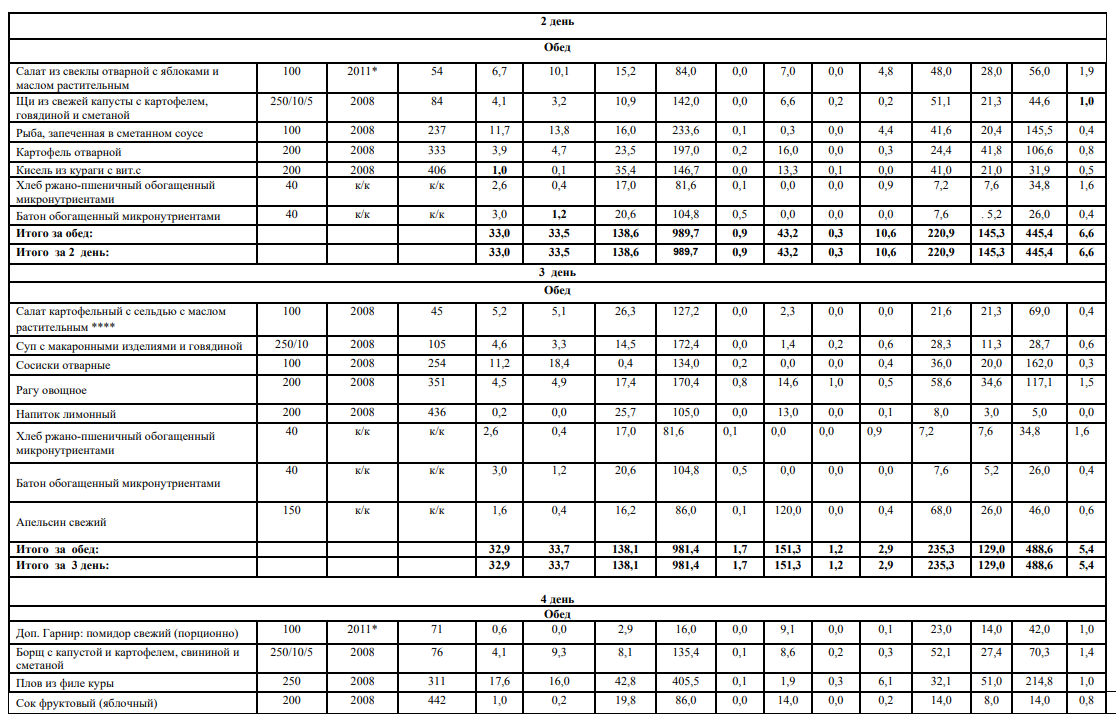 2 день
Обед
Салат из свеклы отварной с яблоками и маслом растительным 100 2011* 54 6,7 10,1 15,2 84,0 0,0 7,0 0,0 4,8 48,0 28,0 56,0 1,9
Щи из свежей капусты с картофелем, говядиной и сметаной 250/10/5 2008 84 4,1 3,2 10,9 142,0 0,0 6,6 0,2 0,2 51,1 21,3 44,6 1,0
Рыба, запеченная в сметанном соусе 100 2008 237 11,7 13,8 16,0 233,6 0,1 0,3 0,0 4,4 41,6 20,4 145,5 0,4
Картофель отварной 200 2008 333 3,9 4,7 23,5 197,0 0,2 16,0 0,0 0,3 24,4 41,8 106,6 0,8
Кисель из кураги с вит.с 200 2008 406 1,0 0,1 35,4 146,7 0,0 13,3 0,1 0,0 41,0 21,0 31,9 0,5
Хлеб ржано-пшеничный обогащенный микронутриентами 40 к/к к/к 2,6 0,4 17,0 81,6 0,1 0,0 0,0 0,9 7,2 7,6 34,8 1,6
Батон обогащенный микронутриентами 40 к/к к/к 3,0 1,2 20,6 104,8 0,5 0,0 0,0 0,0 7,6 . 5,2 26,0 0,4
Итого за обед: 33,0 33,5 138,6 989,7 0,9 43,2 0,3 10,6 220,9 145,3 445,4 6,6
Итого за 2 день: 33,0 33,5 138,6 989,7 0,9 43,2 0,3 10,6 220,9 145,3 445,4 6,6
3 день
Обед
Салат картофельный с сельдью с маслом растительным **** 100 2008 45 5,2 5,1 26,3 127,2 0,0 2,3 0,0 0,0 21,6 21,3 69,0 0,4
Суп с макаронными изделиями и говядиной 250/10 2008 105 4,6 3,3 14,5 172,4 0,0 1,4 0,2 0,6 28,3 11,3 28,7 0,6
Сосиски отварные 100 2008 254 11,2 18,4 0,4 134,0 0,2 0,0 0,0 0,4 36,0 20,0 162,0 0,3
Рагу овощное 200 2008 351 4,5 4,9 17,4 170,4 0,8 14,6 1,0 0,5 58,6 34,6 117,1 1,5
Напиток лимонный 200 2008 436 0,2 0,0 25,7 105,0 0,0 13,0 0,0 0,1 8,0 3,0 5,0 0,0
Хлеб ржано-пшеничный обогащенный микронутриентами 40 к/к к/к 2,6 0,4 17,0 81,6 0,1 0,0 0,0 0,9 7,2 7,6 34,8 1,6
Батон обогащенный микронутриентами 40 к/к к/к 3,0 1,2 20,6 104,8 0,5 0,0 0,0 0,0 7,6 5,2 26,0 0,4
Апельсин свежий 150 к/к к/к 1,6 0,4 16,2 86,0 0,1 120,0 0,0 0,4 68,0 26,0 46,0 0,6
Итого за обед: 32,9 33,7 138,1 981,4 1,7 151,3 1,2 2,9 235,3 129,0 488,6 5,4
Итого за 3 день: 32,9 33,7 138,1 981,4 1,7 151,3 1,2 2,9 235,3 129,0 488,6 5,4
4 день
Обед
Доп. Гарнир: помидор свежий (порционно) 100 2011* 71 0,6 0,0 2,9 16,0 0,0 9,1 0,0 0,1 23,0 14,0 42,0 1,0
Борщ с капустой и картофелем, свининой и сметаной 250/10/5 2008 76 4,1 9,3 8,1 135,4 0,1 8,6 0,2 0,3 52,1 27,4 70,3 1,4
Плов из филе куры 250 2008 311 17,6 16,0 42,8 405,5 0,1 1,9 0,3 6,1 32,1 51,0 214,8 1,0
Сок фруктовый (яблочный) 200 2008 442 1,0 0,2 19,8 86,0 0,0 14,0 0,0 0,2 14,0 8,0 14,0 0,8